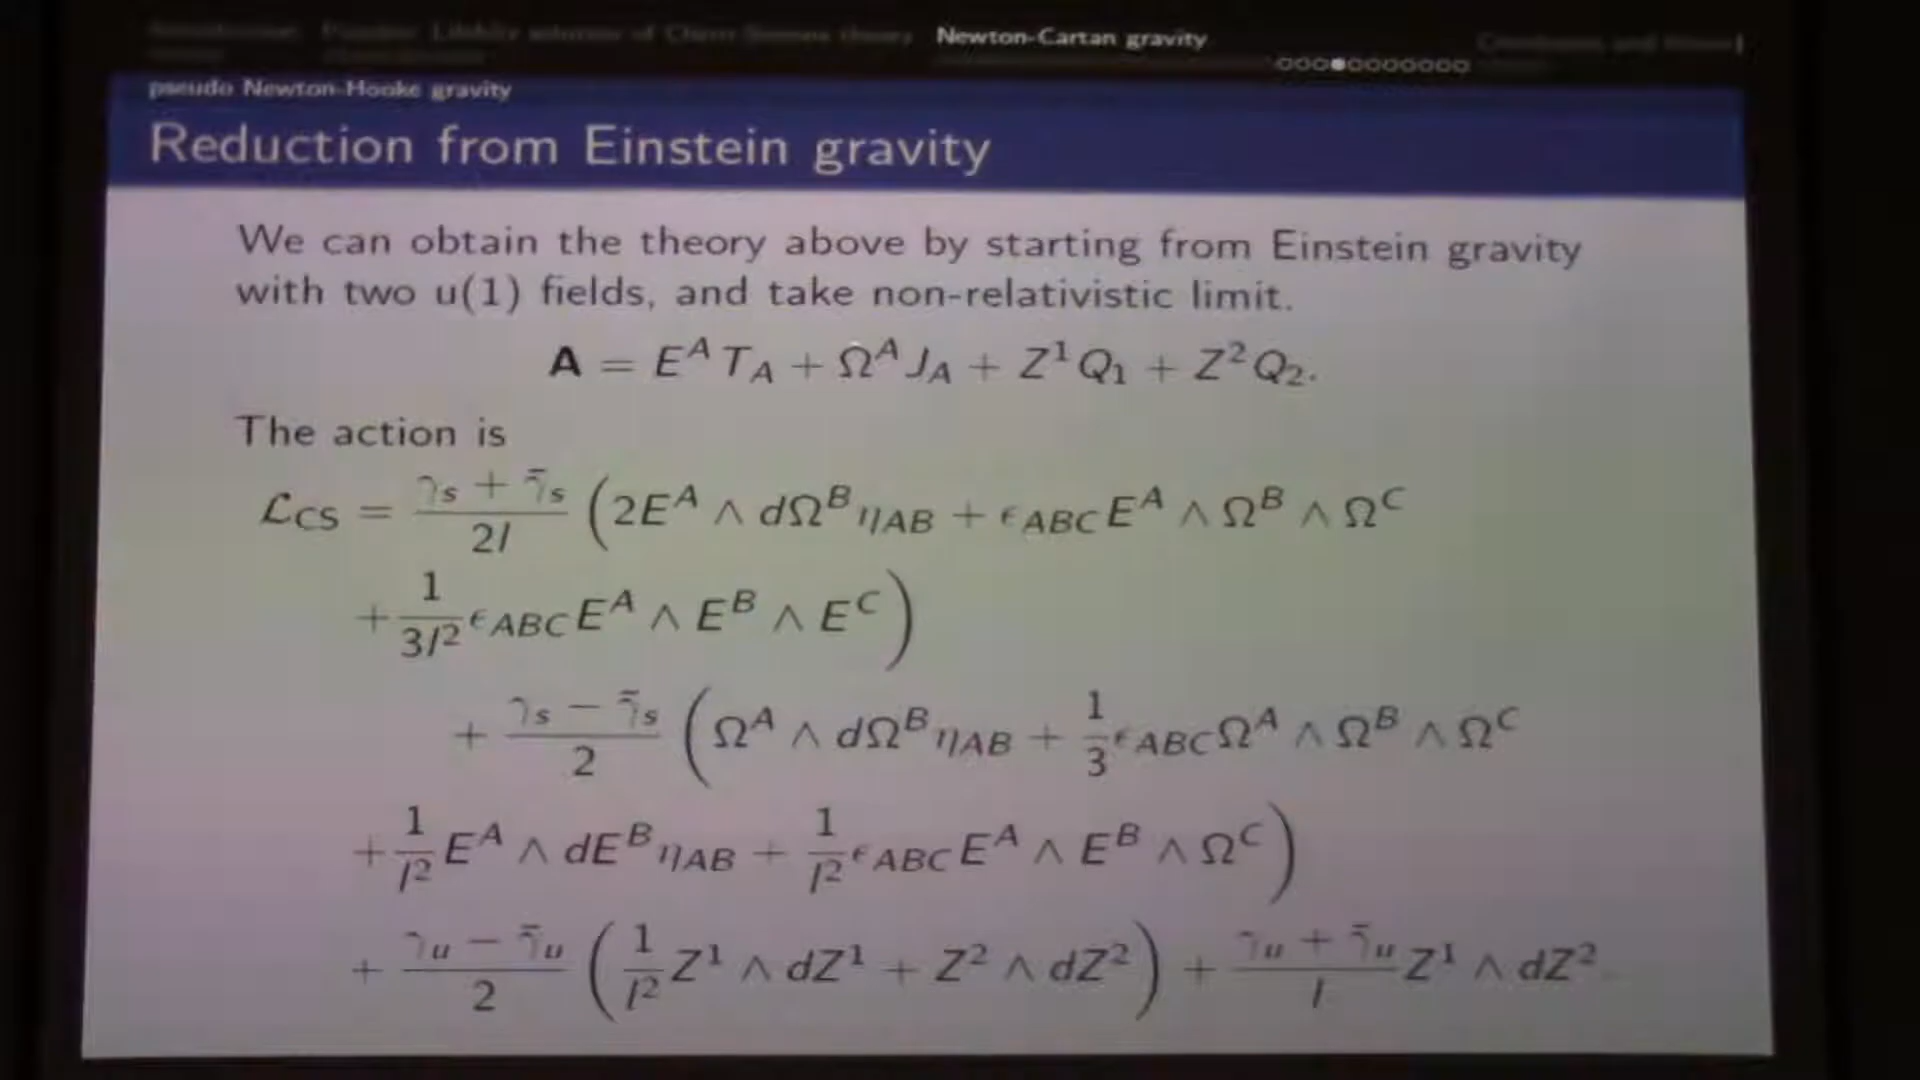 Newton-Cartan gravity
pseudo Newton-Hooke gravity
Reduction from Einstein gravity
We can obtain the theory above by starting from Einstein gravity
with two u(1) fields, and take non-relativistic limit.
A = E^A T_A + Ω^A J_A + Z^1 Q_1 + Z^2 Q_2.
The action is
ℒ_CS = (γ_s + γ̄_s)/(2l) (2E^A ∧ dΩ^B η_AB + ϵ_ABC E^A ∧ Ω^B ∧ Ω^C
+ 1/(3l^2) ϵ_ABC E^A ∧ E^B ∧ E^C)
+ (γ_s − γ̄_s)/2 (Ω^A ∧ dΩ^B η_AB + 1/3 ϵ_ABC Ω^A ∧ Ω^B ∧ Ω^C
+ 1/l^2 E^A ∧ dE^B η_AB + 1/l^2 ϵ_ABC E^A ∧ E^B ∧ Ω^C)
+ (γ_u − γ̄_u)/2 (1/l^2 Z^1 ∧ dZ^1 + Z^2 ∧ dZ^2) + (γ_u + γ̄_u)/l Z^1 ∧ dZ^2